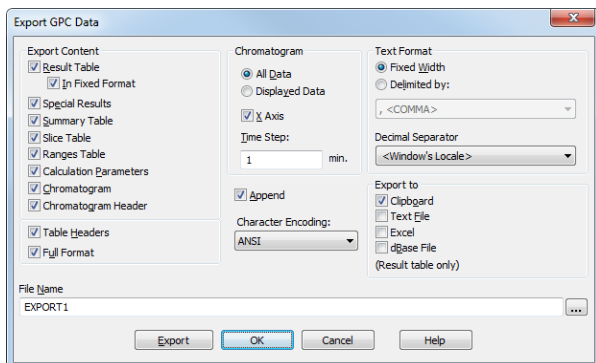 Export GPC Data
Export Content
Result Table
In Fixed Format
Special Results
Summary Table
Slice Table
Ranges Table
Calculation Parameters
Chromatogram
Chromatogram Header
Table Headers
Full Format
Chromatogram
All Data
Displayed Data
X Axis
Time Step:
1 min.
Append
Character Encoding:
ANSI
Text Format
Fixed Width
Delimited by:
, <COMMA>
Decimal Separator
<Window's Locale>
Export to
Clipboard
Text File
Excel
dBase File
(Result table only)
File Name
EXPORT1
...
Export OK Cancel Help